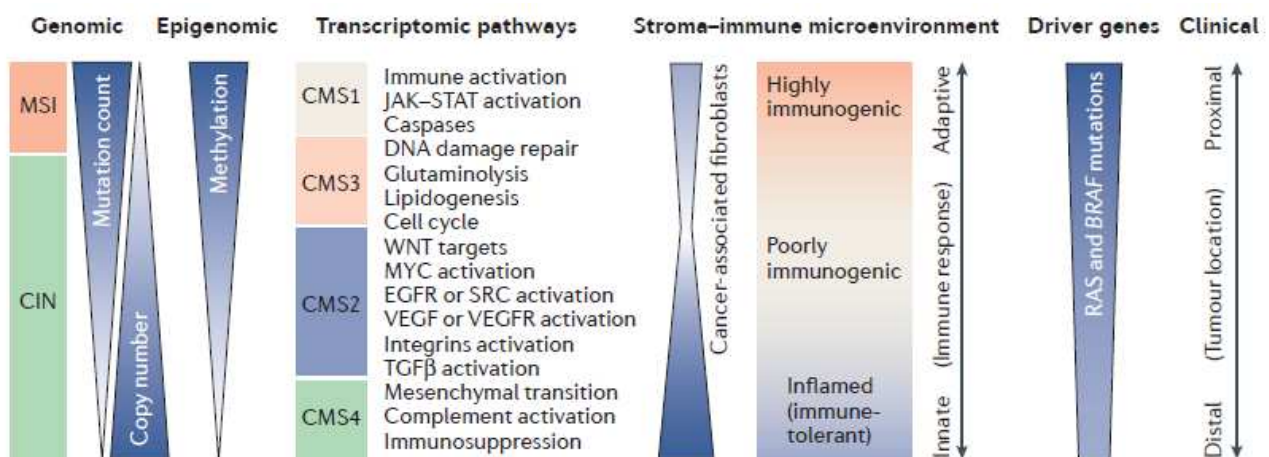 Genomic Epigenomic Transcriptomic pathways Stroma–immune microenvironment Driver genes Clinical
MSI
CIN
Mutation count
Copy number
Methylation
CMS1
CMS3
CMS2
CMS4
Immune activation
JAK–STAT activation
Caspases
DNA damage repair
Glutaminolysis
Lipidogenesis
Cell cycle
WNT targets
MYC activation
EGFR or SRC activation
VEGF or VEGFR activation
Integrins activation
TGFβ activation
Mesenchymal transition
Complement activation
Immunosuppression
Cancer-associated fibroblasts
Highly
immunogenic
Poorly
immunogenic
Inflamed
(immune-
tolerant)
Innate (Immune response) Adaptive
RAS and BRAF mutations
Distal (Tumour location) Proximal